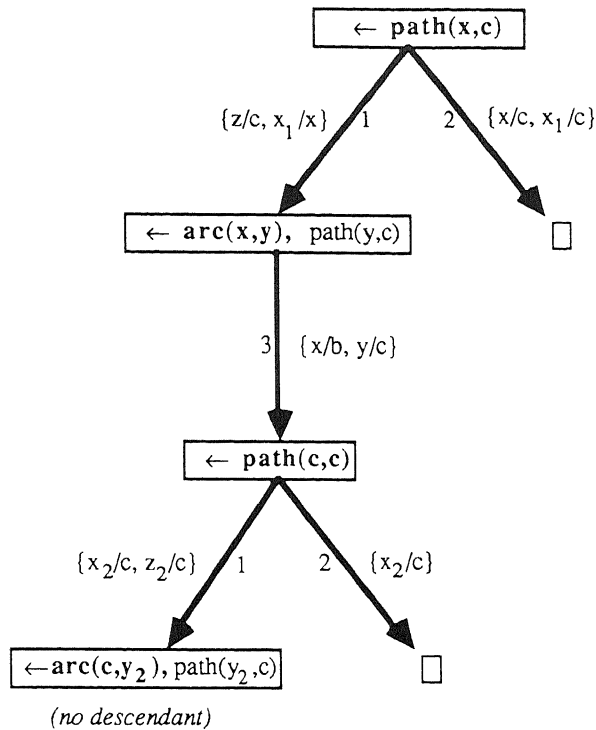 ← path(x,c)
{z/c, x₁/x} 1 2 {x/c, x₁/c}
← arc(x,y), path(y,c)
3 {x/b, y/c}
← path(c,c)
{x₂/c, z₂/c} 1 2 {x₂/c}
←arc(c,y₂), path(y₂,c)
(no descendant)